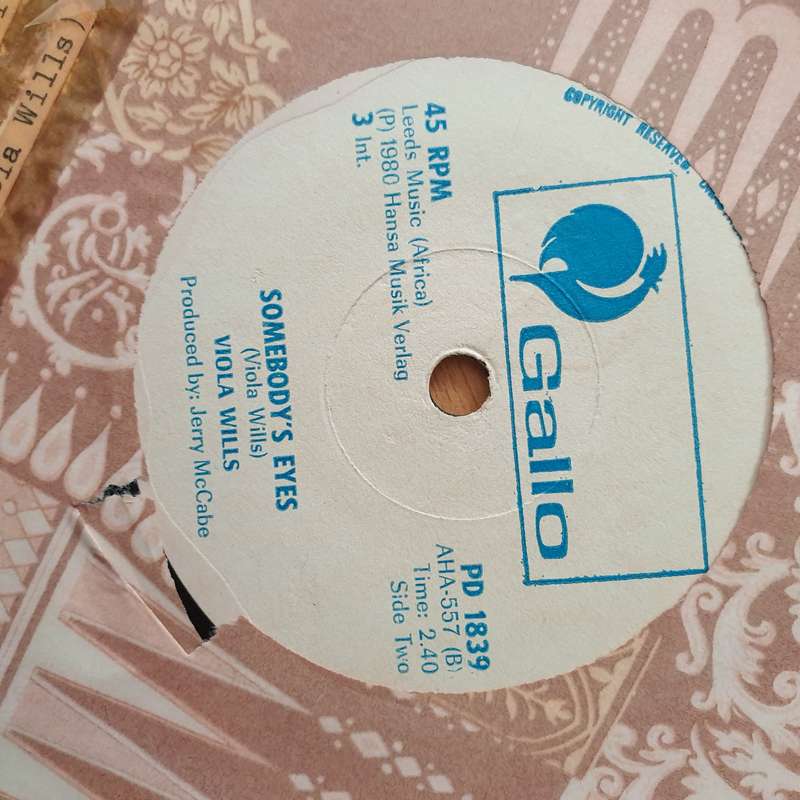 COPYRIGHT RESERVED.
Gallo
45 RPM
Leeds Music (Africa)
(P) 1980 Hansa Musik Verlag
3 Int.
PD 1839
AHA-557 (B)
Time: 2.40
Side Two
SOMEBODY'S EYES
(Viola Wills)
VIOLA WILLS
Produced by: Jerry McCabe
Wills)